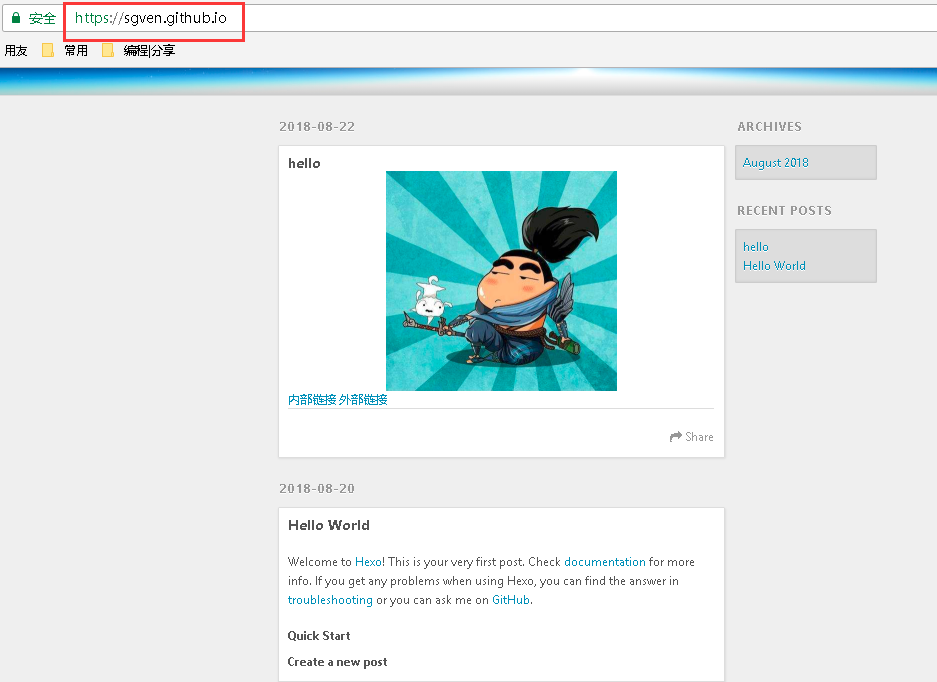 安全 https://sgven.github.io
用友 常用 编程|分享
2018-08-22
hello
内部链接 外部链接
Share
2018-08-20
Hello World
Welcome to Hexo! This is your very first post. Check documentation for more
info. If you get any problems when using Hexo, you can find the answer in
troubleshooting or you can ask me on GitHub.
Quick Start
Create a new post
ARCHIVES
August 2018
RECENT POSTS
hello
Hello World